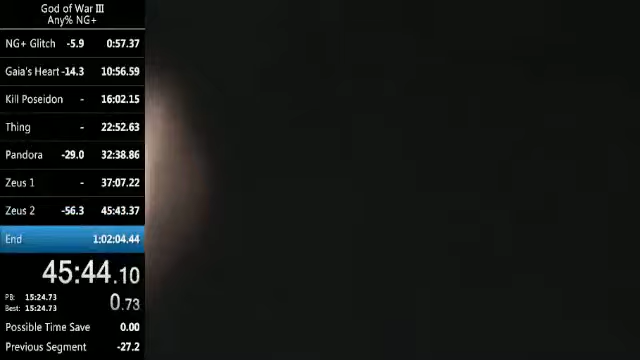 God of War III
Any% NG+
NG+ Glitch -5.9 0:57.37
Gaia's Heart -14.3 10:56.59
Kill Poseidon - 16:02.15
Thing - 22:52.63
Pandora -29.0 32:38.86
Zeus 1 - 37:07.22
Zeus 2 -56.3 45:43.37
End 1:02:04.44
45:44.10
PB: 15:24.73
Best: 15:24.73
0.73
Possible Time Save 0.00
Previous Segment -27.2